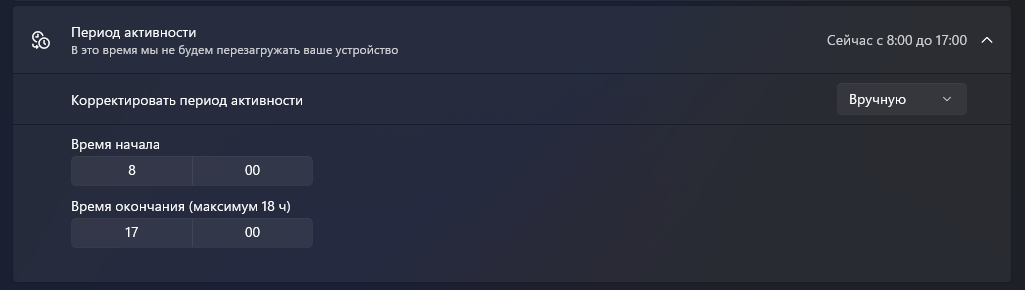 Период активности
В это время мы не будем перезагружать ваше устройство
Сейчас с 8:00 до 17:00
Корректировать период активности
Вручную
Время начала
8 00
Время окончания (максимум 18 ч)
17 00